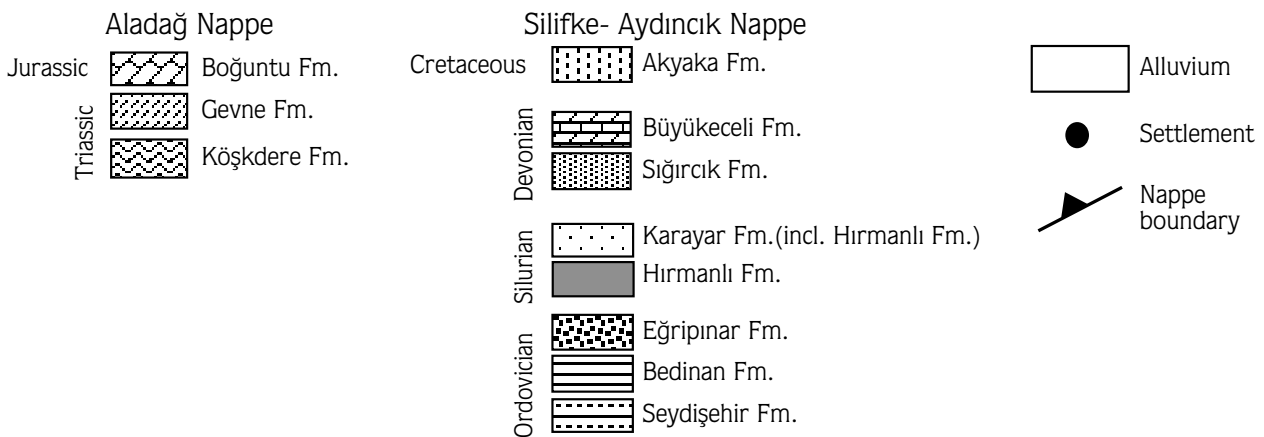 Aladağ Nappe
Jurassic
Boğuntu Fm.
Triassic
Gevne Fm.
Köşkdere Fm.
Silifke- Aydıncık Nappe
Cretaceous
Akyaka Fm.
Devonian
Büyükeceli Fm.
Sığırcık Fm.
Silurian
Karayar Fm.(incl. Hırmanlı Fm.)
Hırmanlı Fm.
Ordovician
Eğripınar Fm.
Bedinan Fm.
Seydişehir Fm.
Alluvium
Settlement
Nappe
boundary